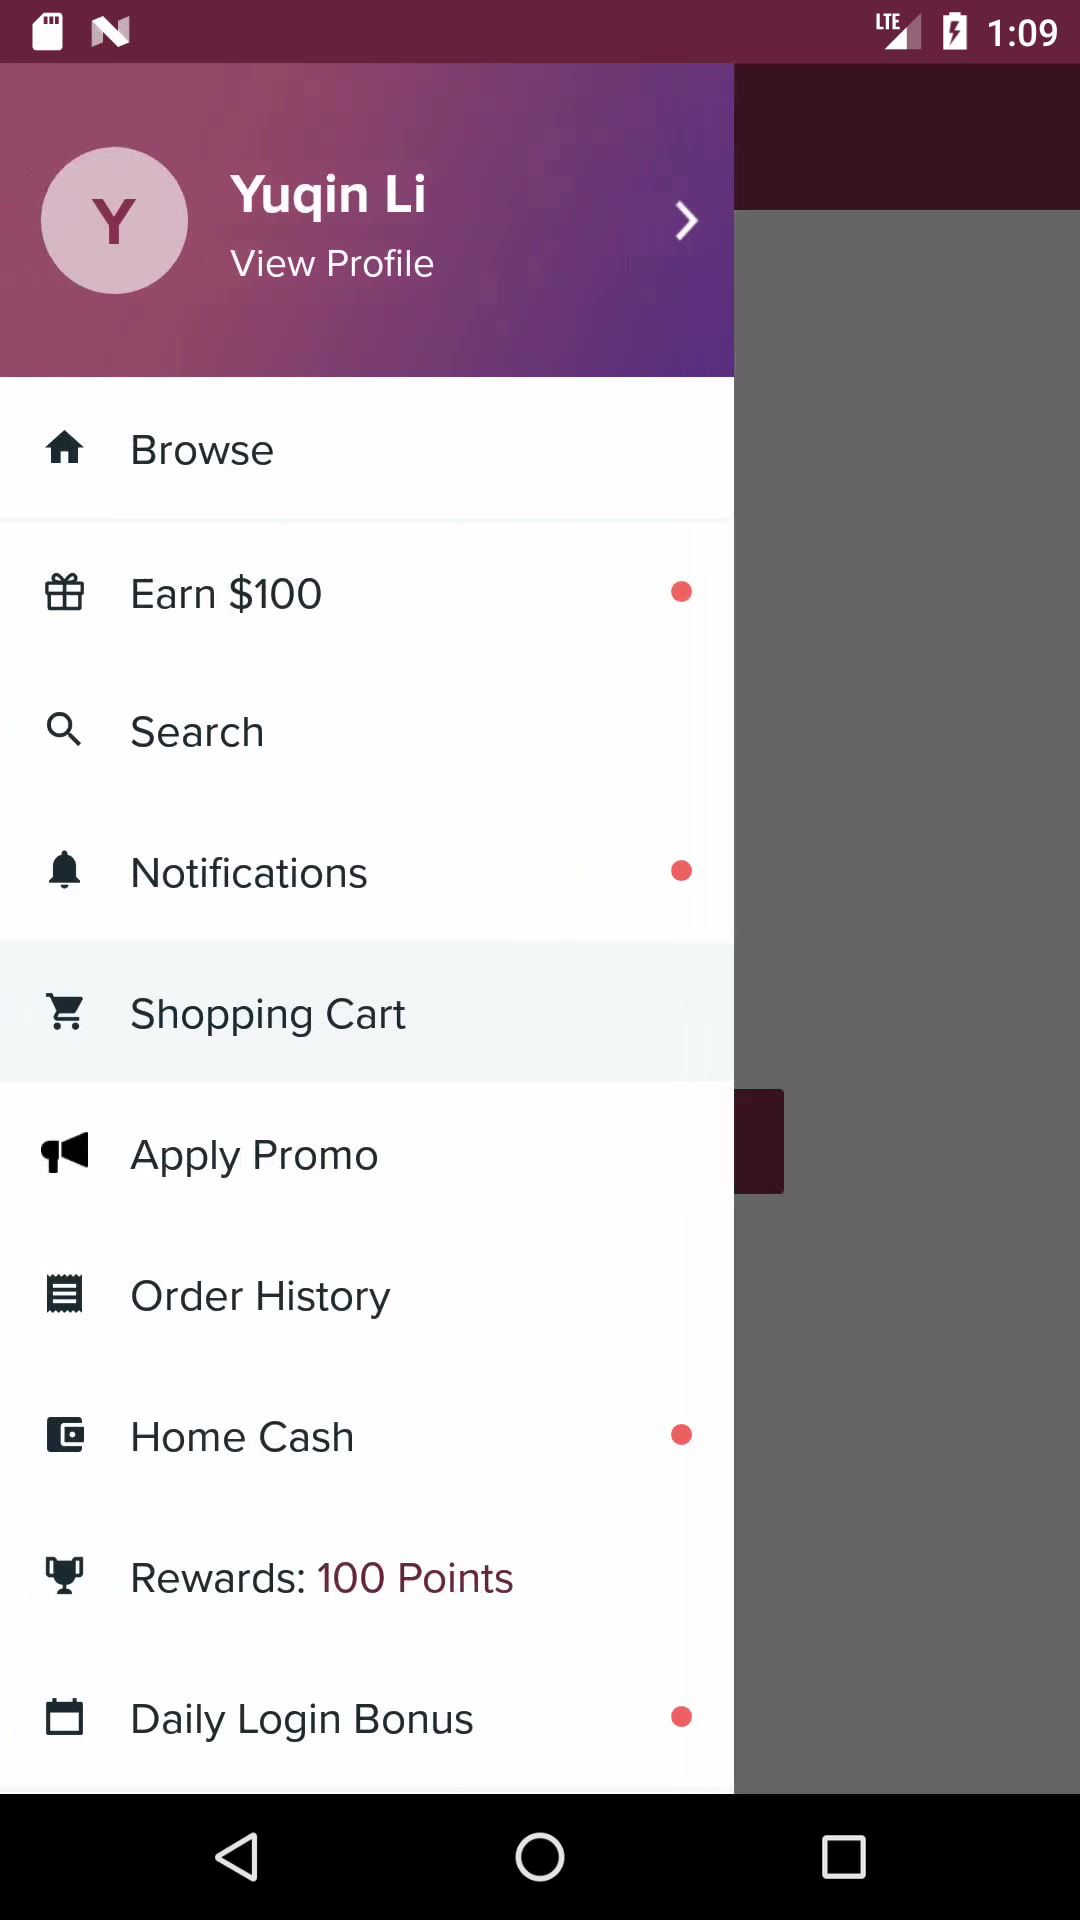 LTE 1:09
Y
Yuqin Li
View Profile
Browse
Earn $100
Search
Notifications
Shopping Cart
Apply Promo
Order History
Home Cash
Rewards: 100 Points
Daily Login Bonus